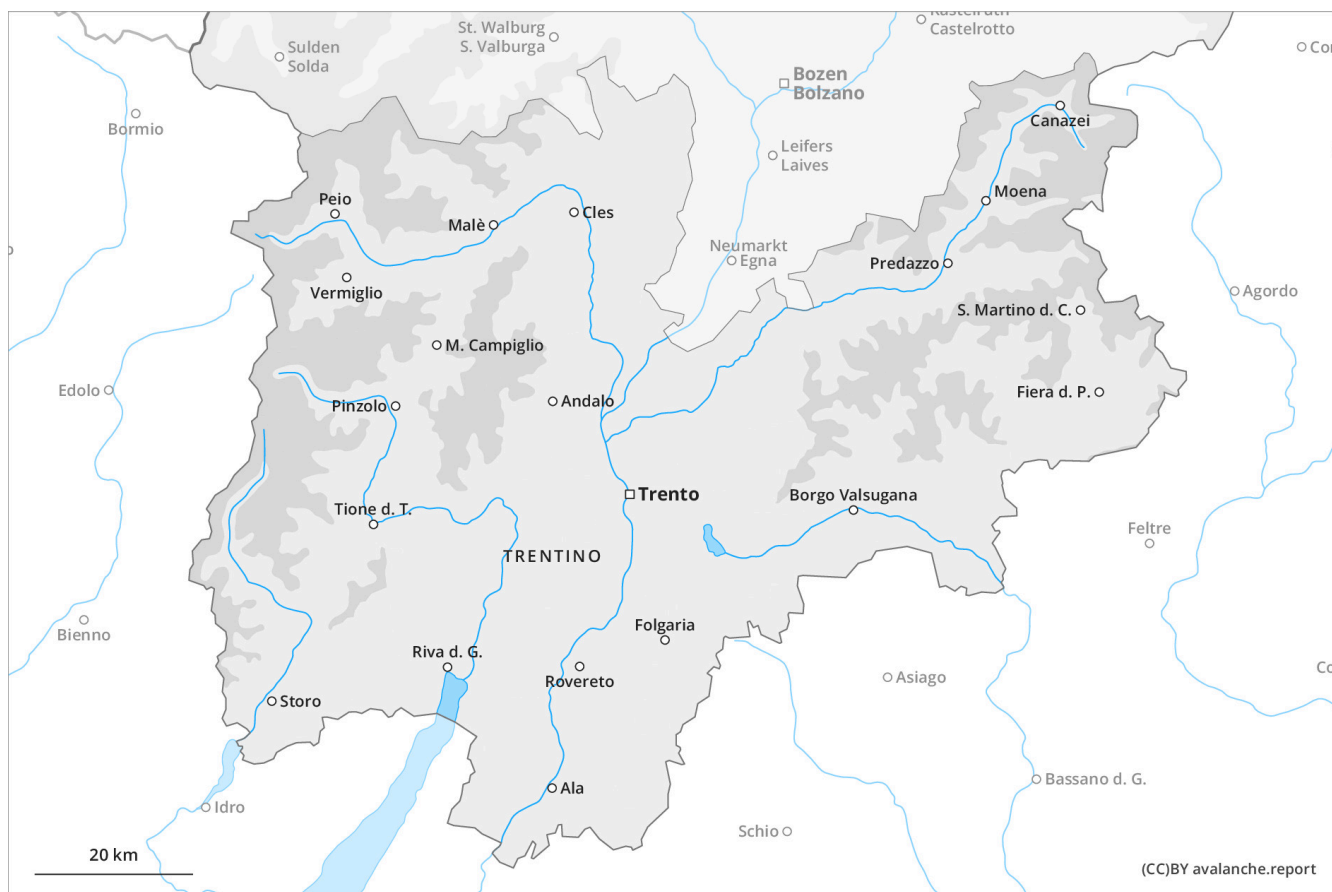 Kastelruth
Castelrotto
St. Walburg
S. Valburga
Sulden
Solda
Bozen
Bolzano
Bormio
Canazei
Leifers
Laives
Moena
Peio
Malè
Cles
Neumarkt
Egna
Predazzo
Vermiglio
Agordo
S. Martino d. C.
M. Campiglio
Edolo
Pinzolo
Andalo
Fiera d. P.
Trento
Borgo Valsugana
Tione d. T.
Feltre
TRENTINO
Bienno
Folgaria
Riva d. G.
Rovereto
Asiago
Storo
Bassano d. G.
Ala
Idro
Schio
20 km
(CC)BY avalanche.report